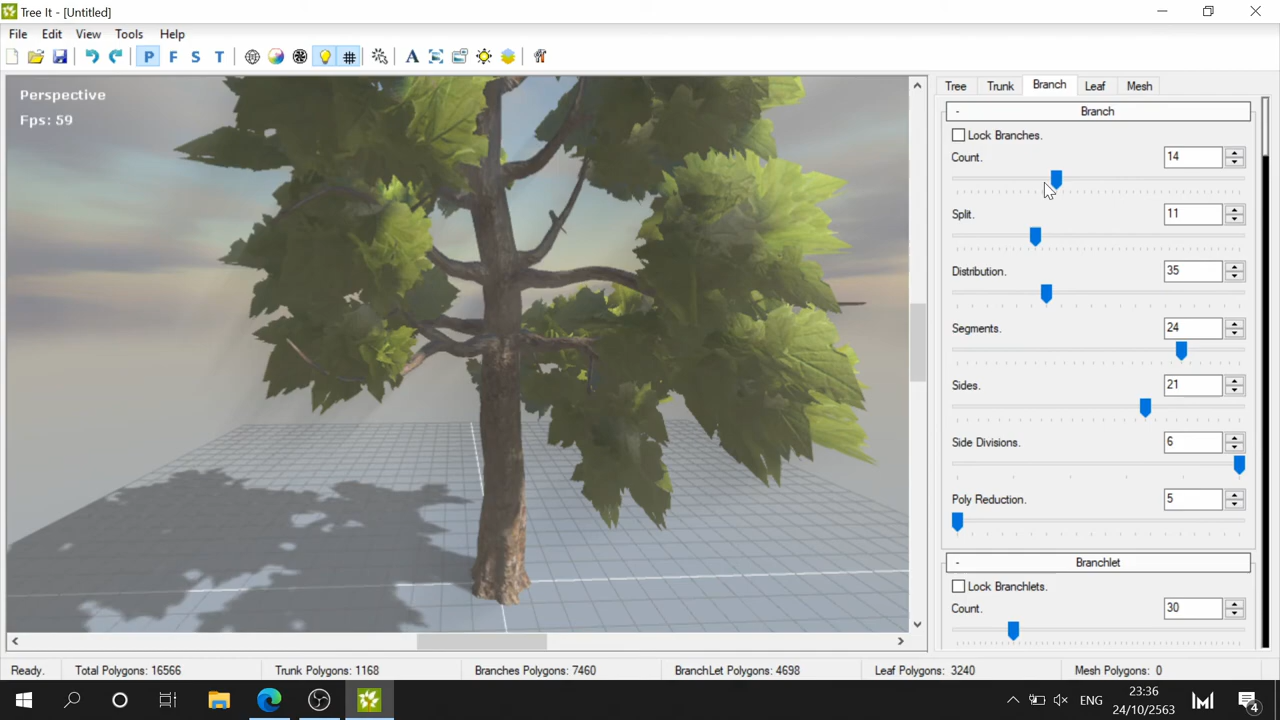 Tree It - [Untitled]
File Edit View Tools Help
P F S T A
Perspective
Fps: 59
Tree Trunk Branch Leaf Mesh
- Branch
Lock Branches.
Count. 14
Split. 11
Distribution. 35
Segments. 24
Sides. 21
Side Divisions. 6
Poly Reduction. 5
- Branchlet
Lock Branchlets.
Count. 30
Ready. Total Polygons: 16566 Trunk Polygons: 1168 Branches Polygons: 7460 BranchLet Polygons: 4698 Leaf Polygons: 3240 Mesh Polygons: 0
ENG
23:36
24/10/2563
4